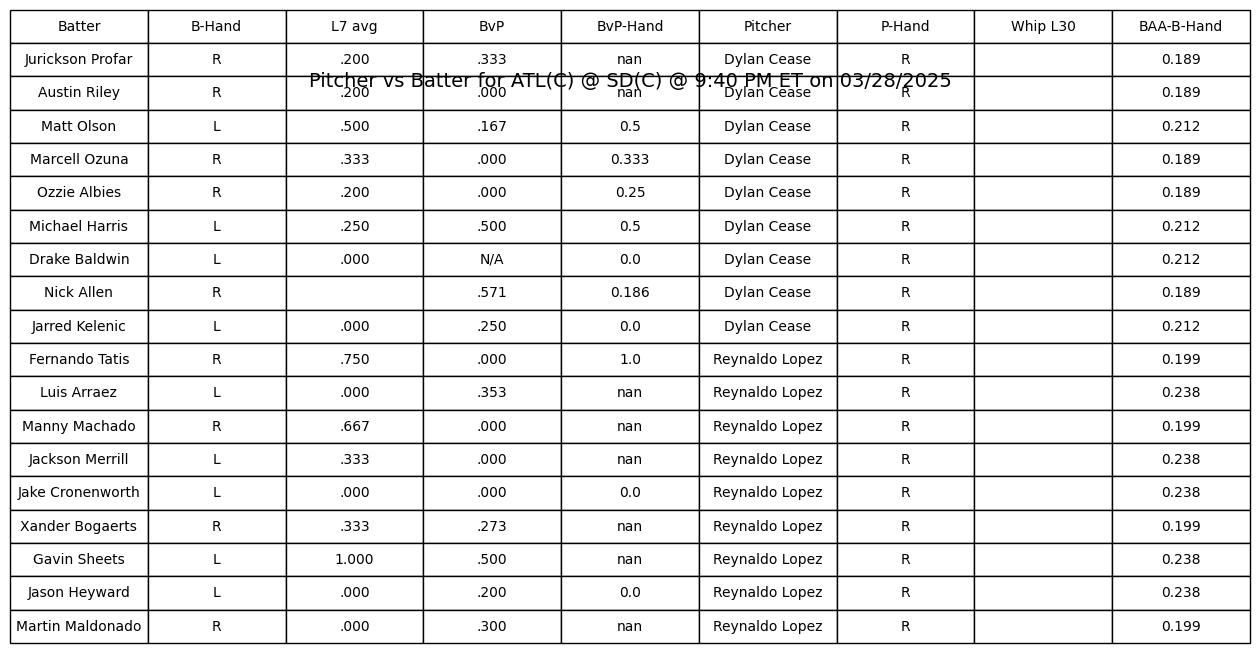 Batter B-Hand L7 avg BvP BvP-Hand Pitcher P-Hand Whip L30 BAA-B-Hand
Jurickson Profar R .200 .333 nan Dylan Cease R 0.189
Pitcher vs Batter for ATL(C) @ SD(C) @ 9:40 PM ET on 03/28/2025
Austin Riley R .200 .000 nan Dylan Cease R 0.189
Matt Olson L .500 .167 0.5 Dylan Cease R 0.212
Marcell Ozuna R .333 .000 0.333 Dylan Cease R 0.189
Ozzie Albies R .200 .000 0.25 Dylan Cease R 0.189
Michael Harris L .250 .500 0.5 Dylan Cease R 0.212
Drake Baldwin L .000 N/A 0.0 Dylan Cease R 0.212
Nick Allen R .571 0.186 Dylan Cease R 0.189
Jarred Kelenic L .000 .250 0.0 Dylan Cease R 0.212
Fernando Tatis R .750 .000 1.0 Reynaldo Lopez R 0.199
Luis Arraez L .000 .353 nan Reynaldo Lopez R 0.238
Manny Machado R .667 .000 nan Reynaldo Lopez R 0.199
Jackson Merrill L .333 .000 nan Reynaldo Lopez R 0.238
Jake Cronenworth L .000 .000 0.0 Reynaldo Lopez R 0.238
Xander Bogaerts R .333 .273 nan Reynaldo Lopez R 0.199
Gavin Sheets L 1.000 .500 nan Reynaldo Lopez R 0.238
Jason Heyward L .000 .200 0.0 Reynaldo Lopez R 0.238
Martin Maldonado R .000 .300 nan Reynaldo Lopez R 0.199